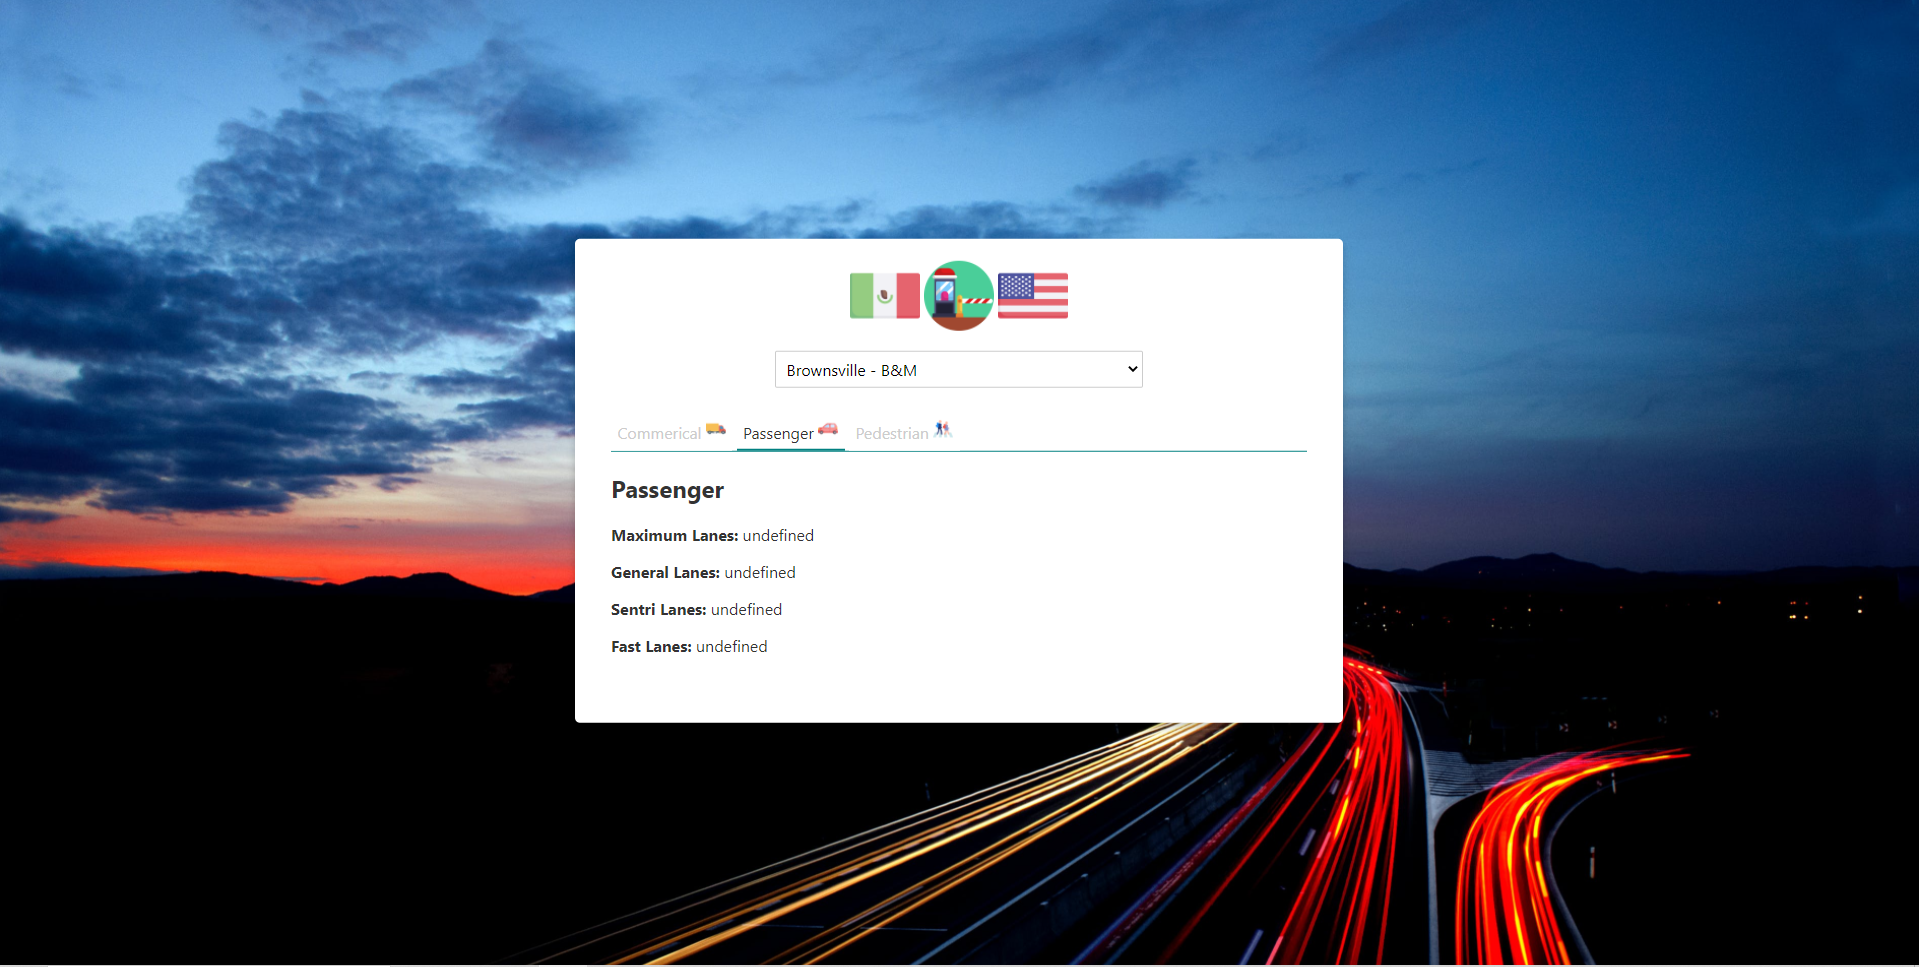 Brownsville - B&M
Commerical Passenger Pedestrian
Passenger
Maximum Lanes: undefined
General Lanes: undefined
Sentri Lanes: undefined
Fast Lanes: undefined